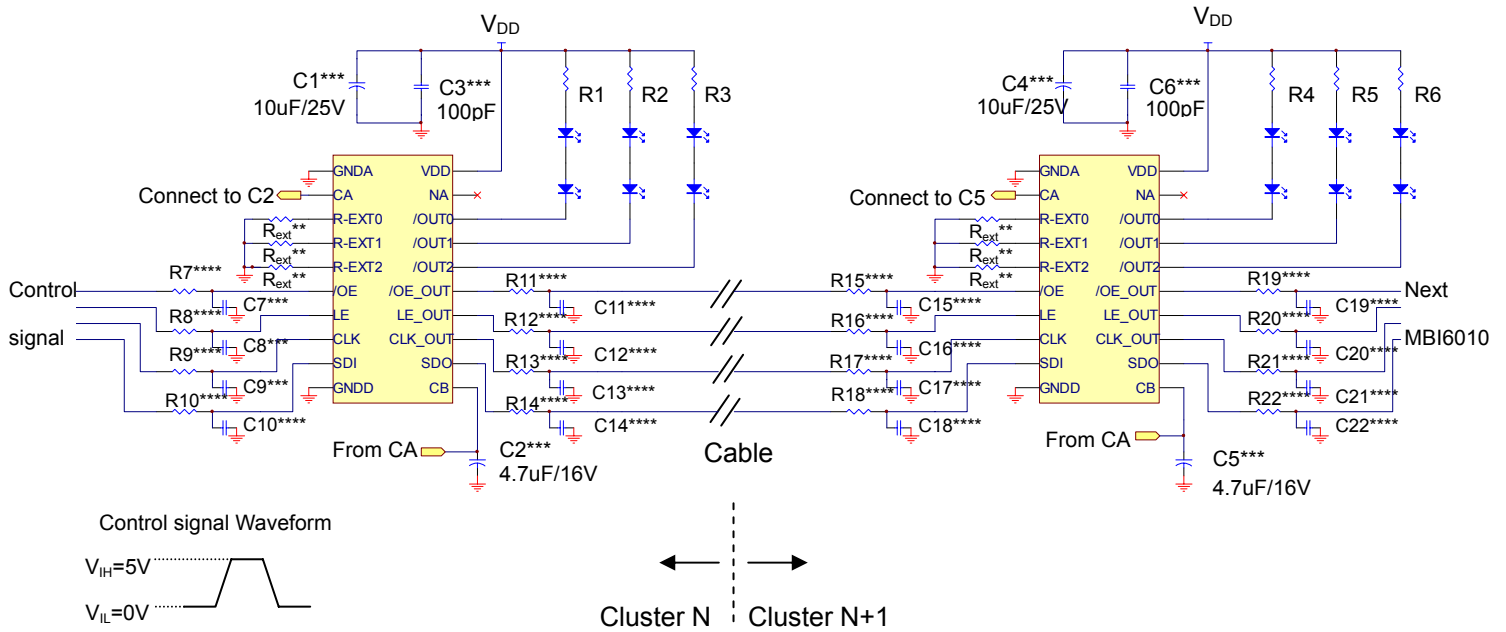 VDD
C1***
10uF/25V
C3***
100pF
R1
R2
R3
GNDA
CA
R-EXT0
R-EXT1
R-EXT2
/OE
LE
CLK
SDI
GNDD
VDD
NA
/OUT0
/OUT1
/OUT2
/OE_OUT
LE_OUT
CLK_OUT
SDO
CB
Connect to C2
Rext**
Rext**
Rext**
Control
signal
R7****
C7***
R8****
C8***
R9****
C9***
R10****
C10****
R11****
C11****
R12****
C12****
R13****
C13****
R14****
C14****
From CA
C2***
4.7uF/16V
Cable
VDD
C4***
10uF/25V
C6***
100pF
R4
R5
R6
GNDA
CA
R-EXT0
R-EXT1
R-EXT2
/OE
LE
CLK
SDI
GNDD
VDD
NA
/OUT0
/OUT1
/OUT2
/OE_OUT
LE_OUT
CLK_OUT
SDO
CB
Connect to C5
Rext**
Rext**
Rext**
R15****
C15****
R16****
C16****
R17****
C17****
R18****
C18****
R19****
C19****
R20****
C20****
R21****
C21****
R22****
C22****
Next
MBI6010
From CA
C5***
4.7uF/16V
Control signal Waveform
VIH=5V
VIL=0V
Cluster N
Cluster N+1